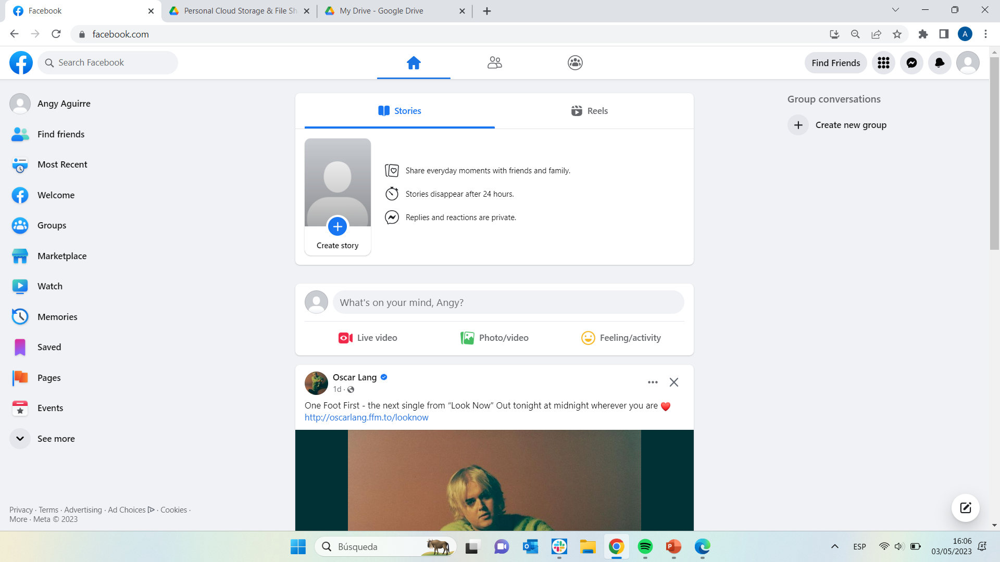 Facebook
Personal Cloud Storage & File Sh
My Drive - Google Drive
facebook.com
A
Search Facebook
Find Friends
Angy Aguirre
Find friends
Most Recent
Welcome
Groups
Marketplace
Watch
Memories
Saved
Pages
Events
See more
Privacy · Terms · Advertising · Ad Choices · Cookies ·
More · Meta © 2023
Stories
Reels
Create story
Share everyday moments with friends and family.
Stories disappear after 24 hours.
Replies and reactions are private.
What's on your mind, Angy?
Live video
Photo/video
Feeling/activity
Oscar Lang
1d ·
One Foot First - the next single from “Look Now” Out tonight at midnight wherever you are ♥️
http://oscarlang.ffm.to/looknow
Group conversations
Create new group
Búsqueda
ESP
16:06
03/05/2023